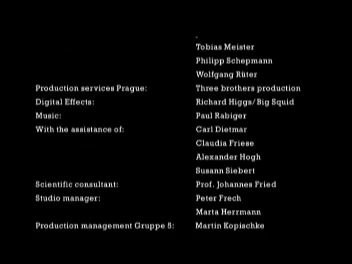 Tobias Meister
Philipp Schepmann
Wolfgang Rüter
Production services Prague: Three brothers production
Digital Effects: Richard Higgs/Big Squid
Music: Paul Rabiger
With the assistance of: Carl Dietmar
Claudia Friese
Alexander Hogh
Susann Siebert
Scientific consultant: Prof. Johannes Fried
Studio manager: Peter Frech
Marta Herrmann
Production management Gruppe 5: Martin Kopischke